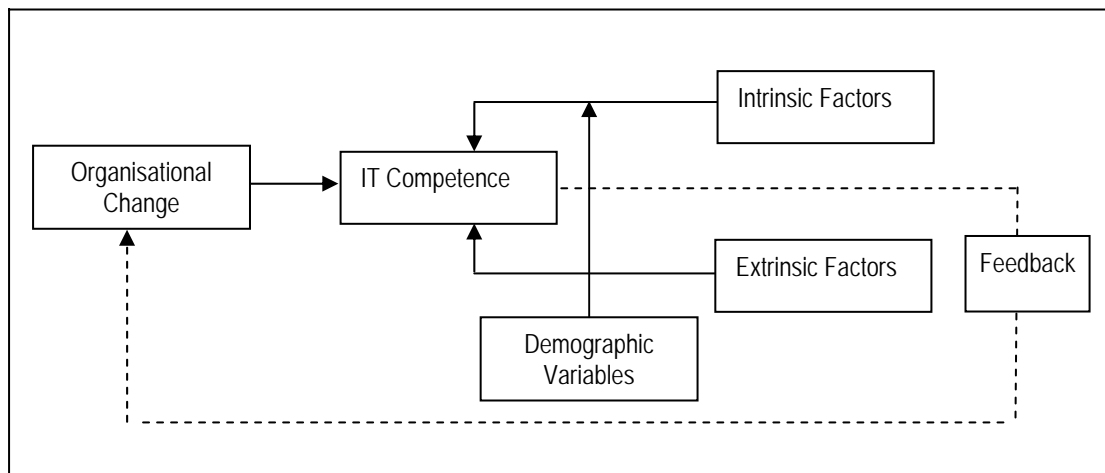 Intrinsic Factors
Organisational
Change
IT Competence
Extrinsic Factors
Feedback
Demographic
Variables